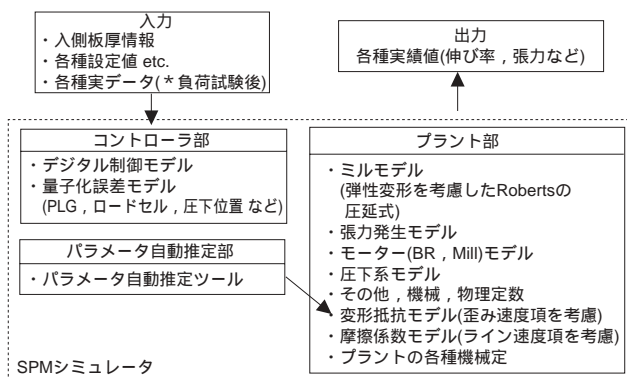 入力
・入側板厚情報
・各種設定値 etc.
・各種実データ(＊負荷試験後)
出力
各種実績値(伸び率，張力など)
コントローラ部
・デジタル制御モデル
・量子化誤差モデル
(PLG，ロードセル，圧下位置 など)
パラメータ自動推定部
・パラメータ自動推定ツール
プラント部
・ミルモデル
(弾性変形を考慮したRobertsの
圧延式)
・張力発生モデル
・モーター(BR，Mill)モデル
・圧下系モデル
・その他，機械，物理定数
・変形抵抗モデル(歪み速度項を考慮)
・摩擦係数モデル(ライン速度項を考慮)
・プラントの各種機械定
SPMシミュレータ